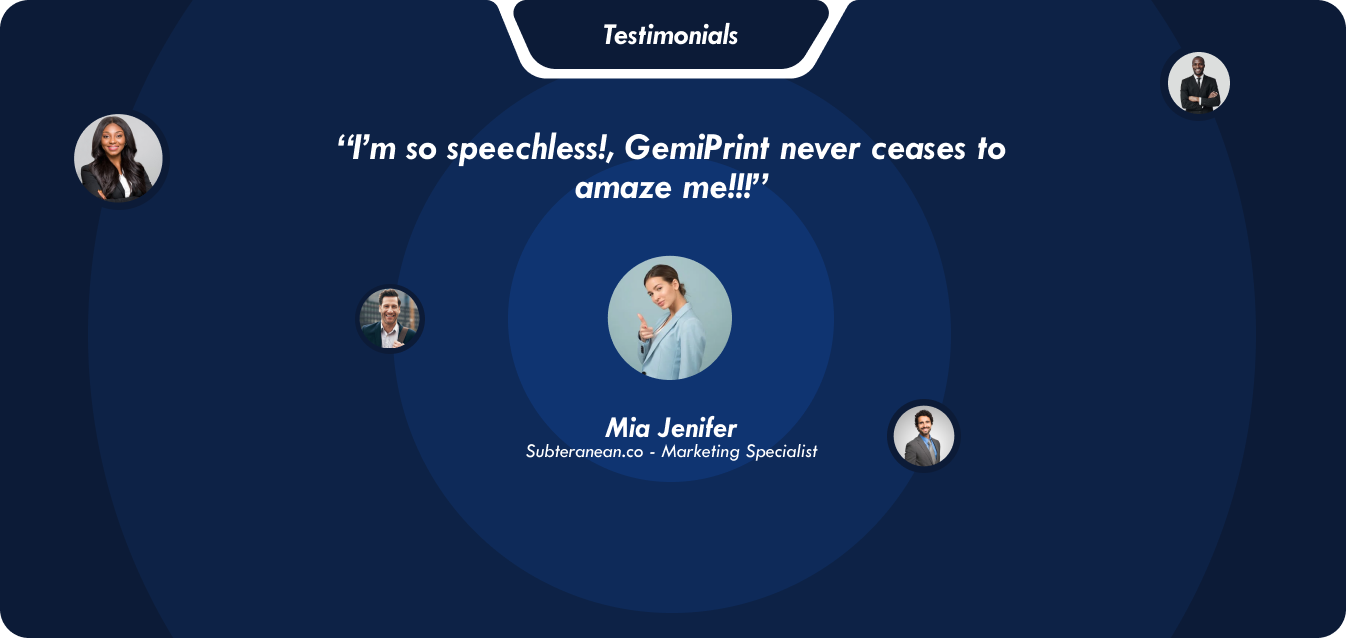 Testimonials
“I’m so speechless!, GemiPrint never ceases to
amaze me!!!”
Mia Jenifer
Subteranean.co - Marketing Specialist